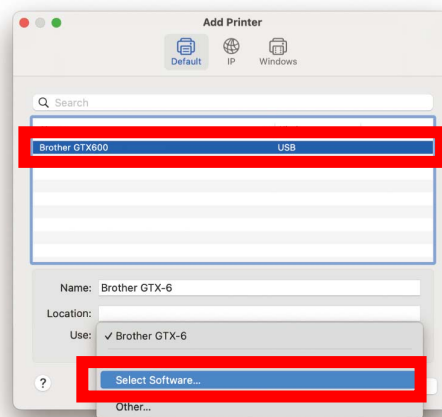 Add Printer
Default IP Windows
Search
Brother GTX600 USB
Name: Brother GTX-6
Location:
Use: ✓ Brother GTX-6
Select Software...
? Other...